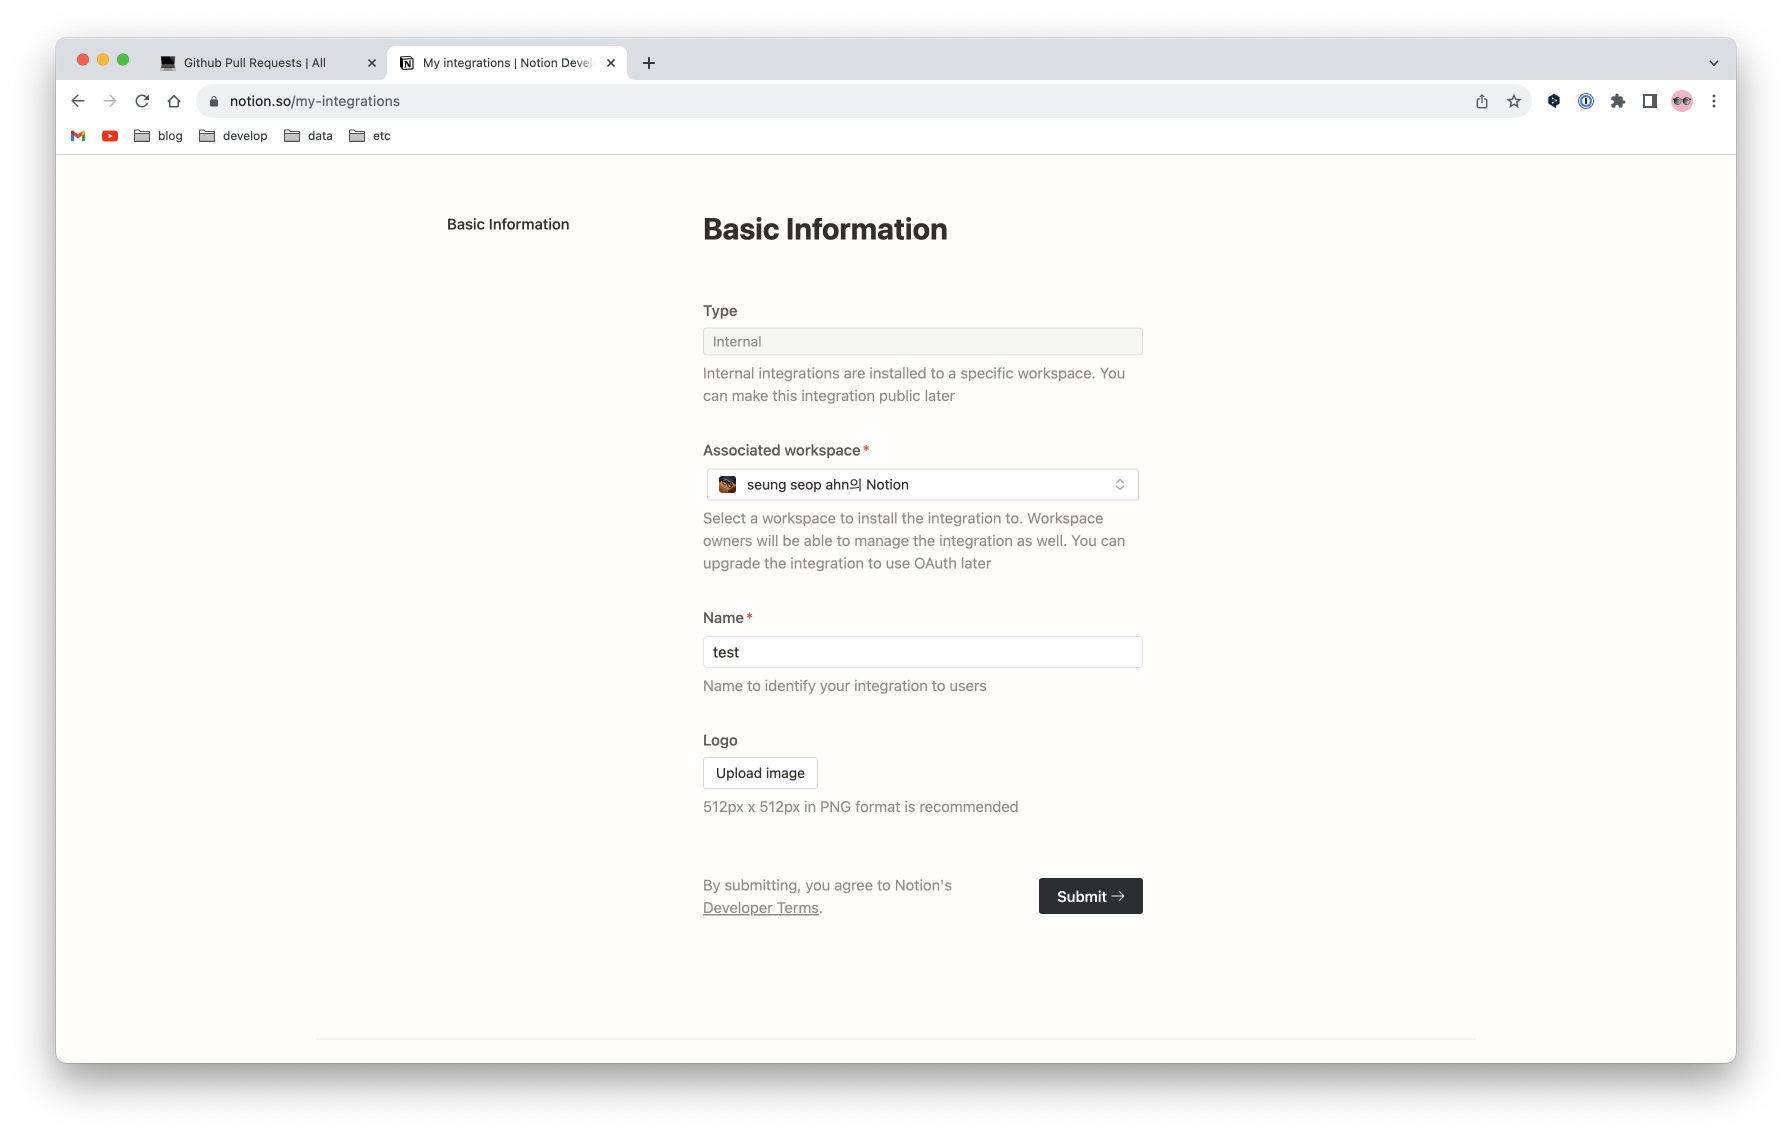 Github Pull Requests | All
My integrations | Notion Devel
notion.so/my-integrations
blog
develop
data
etc
Basic Information
Basic Information
Type
Internal
Internal integrations are installed to a specific workspace. You
can make this integration public later
Associated workspace*
seung seop ahn의 Notion
Select a workspace to install the integration to. Workspace
owners will be able to manage the integration as well. You can
upgrade the integration to use OAuth later
Name*
test
Name to identify your integration to users
Logo
Upload image
512px x 512px in PNG format is recommended
By submitting, you agree to Notion's
Developer Terms.
Submit →